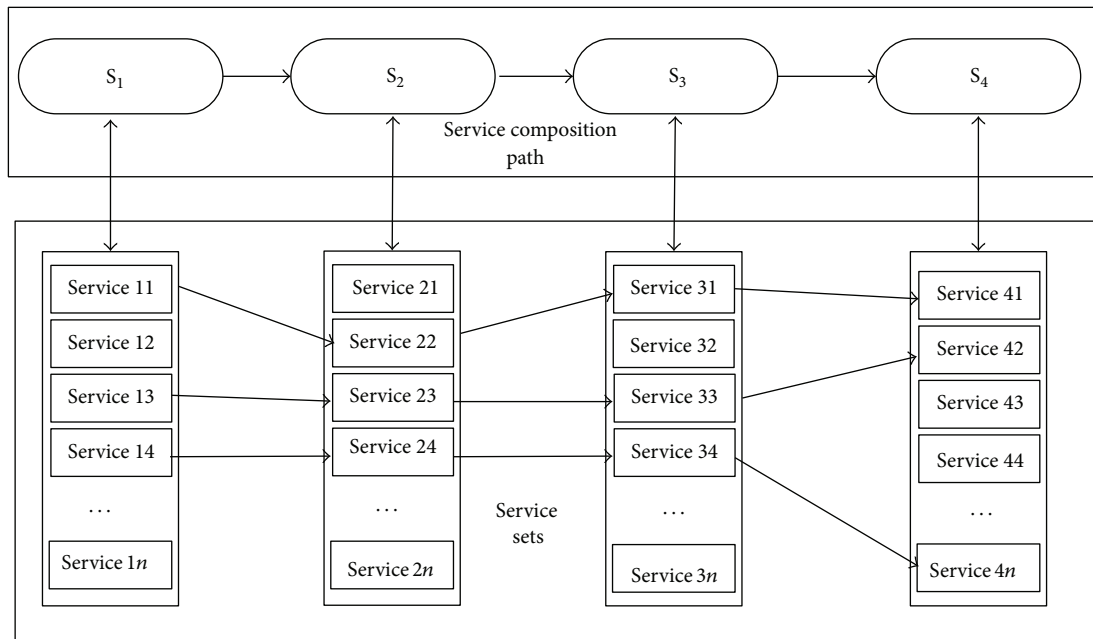 S1
S2
S3
S4
Service composition
path
Service 11
Service 12
Service 13
Service 14
...
Service 1n
Service 21
Service 22
Service 23
Service 24
...
Service 2n
Service
sets
Service 31
Service 32
Service 33
Service 34
...
Service 3n
Service 41
Service 42
Service 43
Service 44
...
Service 4n